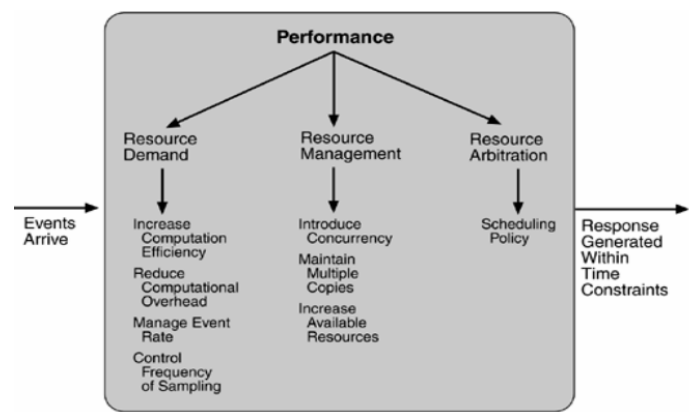 Performance
Resource
Demand
Resource
Management
Resource
Arbitration
Events
Arrive
Increase
Computation
Efficiency
Reduce
Computational
Overhead
Manage Event
Rate
Control
Frequency
of Sampling
Introduce
Concurrency
Maintain
Multiple
Copies
Increase
Available
Resources
Scheduling
Policy
Response
Generated
Within
Time
Constraints